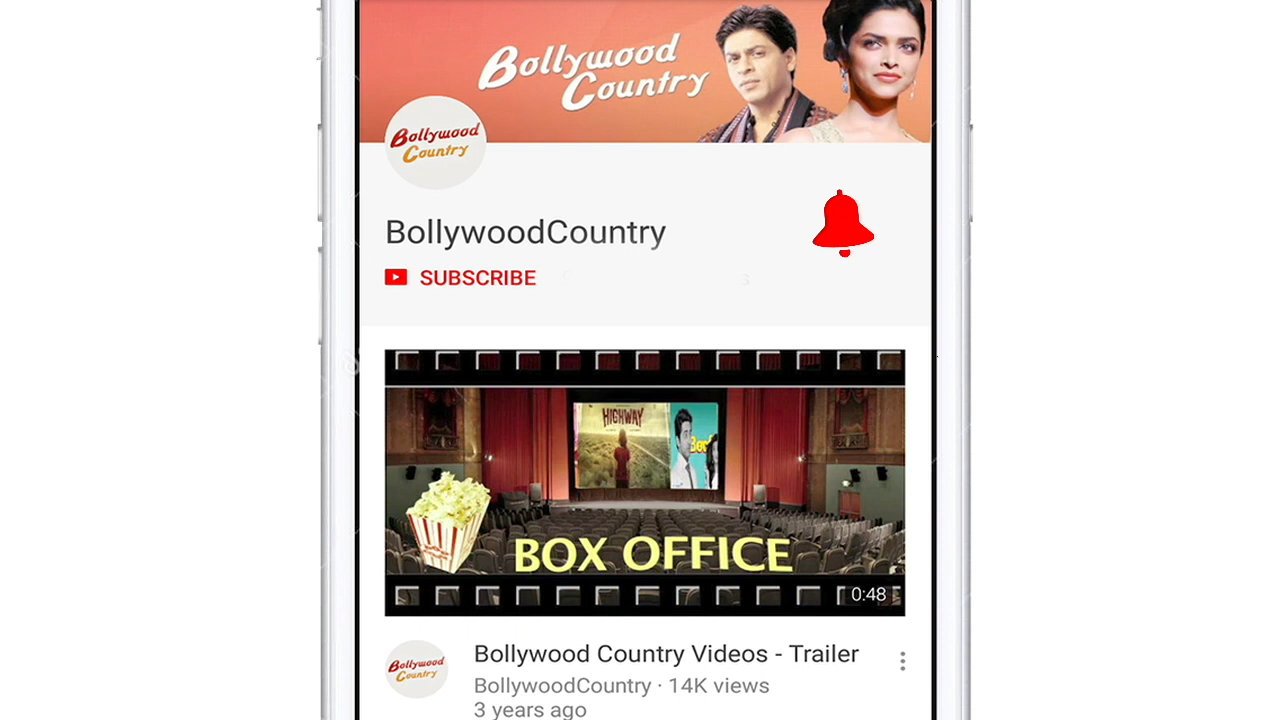 Bollywood
Country
Bollywood
Country
BollywoodCountry
SUBSCRIBE
HIGHWAY
BOX OFFICE
0:48
Bollywood
Country
Bollywood Country Videos - Trailer
BollywoodCountry · 14K views
3 years ago